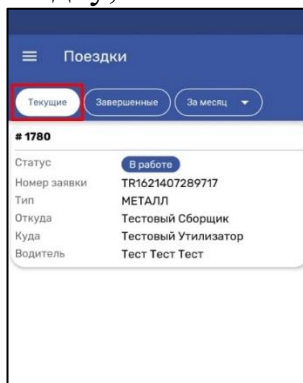 Поездки
Текущие Завершенные За месяц
# 1780
Статус В работе
Номер заявки TR1621407289717
Тип МЕТАЛЛ
Откуда Тестовый Сборщик
Куда Тестовый Утилизатор
Водитель Тест Тест Тест